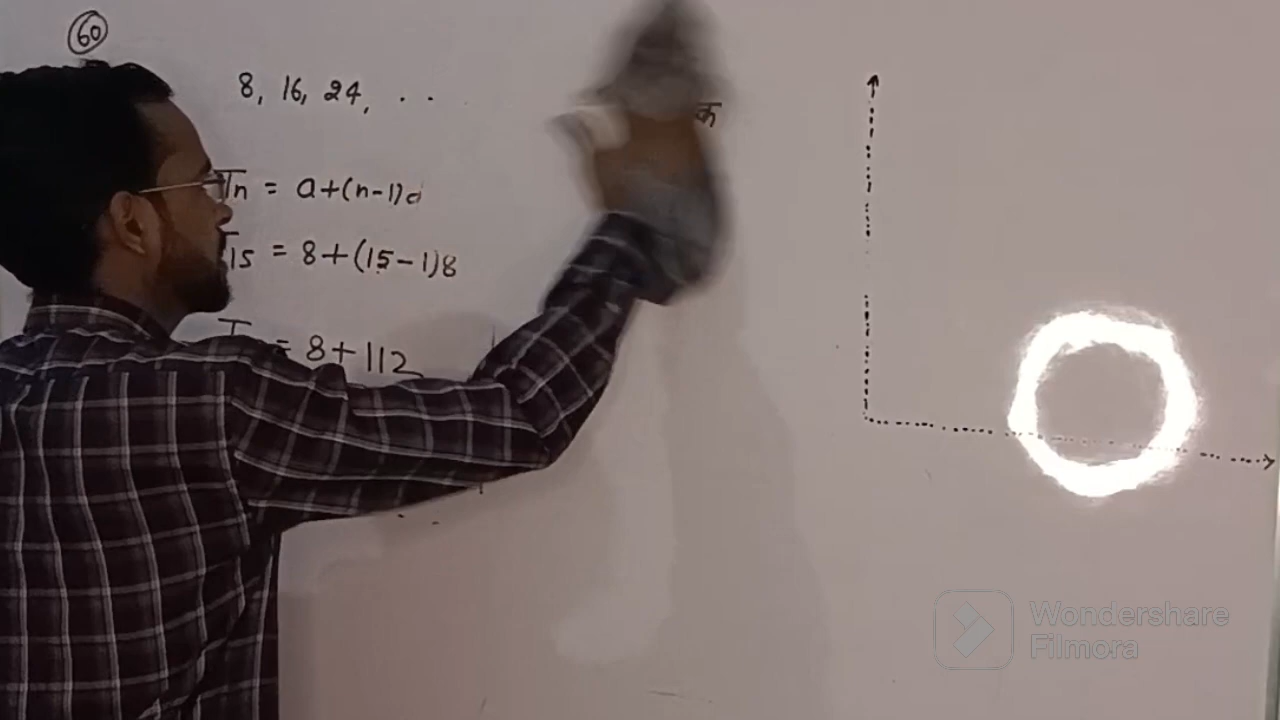 60
8, 16, 24, . .
Tn = a+(n-1)d
T15 = 8+(15-1)8
T = 8+112
Wondershare
Filmora